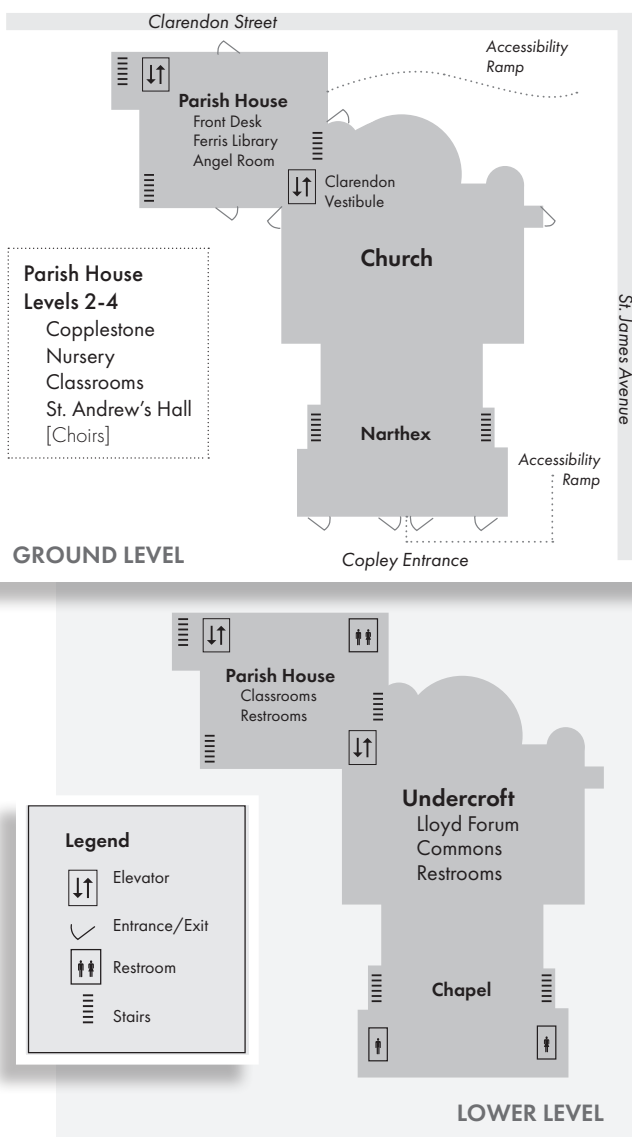 Clarendon Street
Accessibility
Ramp
Parish House
Front Desk
Ferris Library
Angel Room
Clarendon
Vestibule
Church
Parish House
Levels 2-4
Copplestone
Nursery
Classrooms
St. Andrew's Hall
[Choirs]
St. James Avenue
Narthex
Accessibility
Ramp
GROUND LEVEL
Copley Entrance
Parish House
Classrooms
Restrooms
Undercroft
Lloyd Forum
Commons
Restrooms
Legend
Elevator
Entrance/Exit
Restroom
Stairs
Chapel
LOWER LEVEL